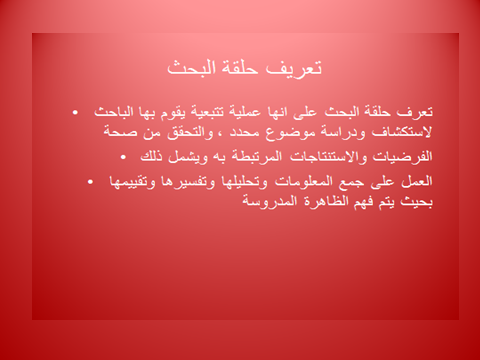 تعريف حلقة البحث
تعرف حلقة البحث على انها عملية تتبعية يقوم بها الباحث •
لاستكشاف ودراسة موضوع محدد ، والتحقق من صحة
الفرضيات والاستنتاجات المرتبطة به ويشمل ذلك •
العمل على جمع المعلومات وتحليلها وتفسيرها وتقييمها •
بحيث يتم فهم الظاهرة المدروسة